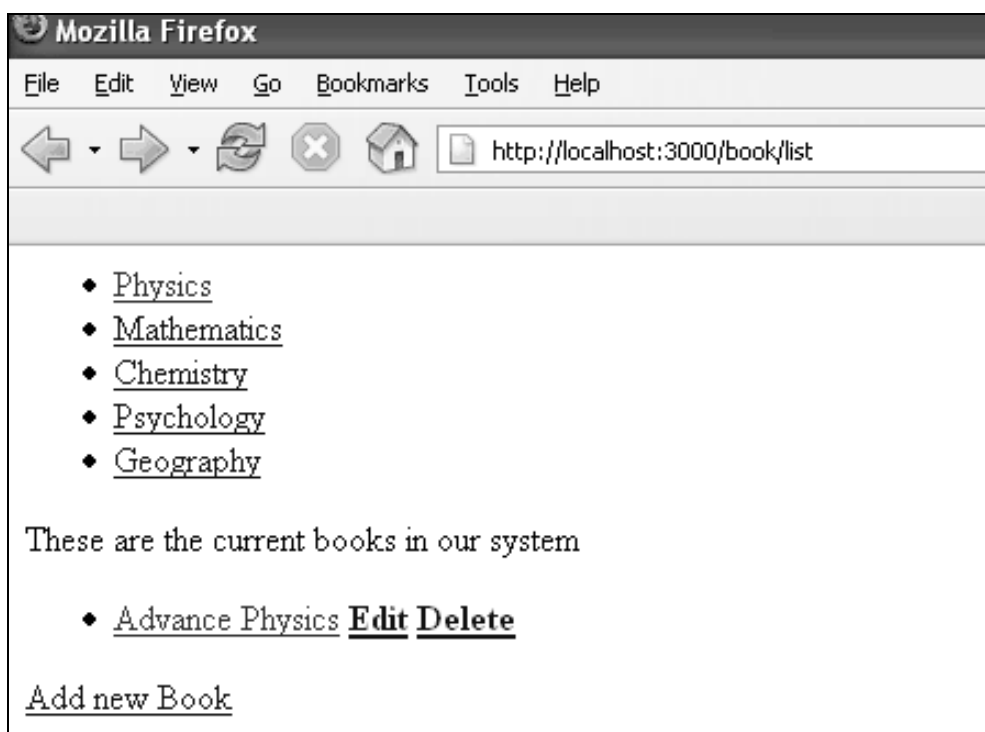 Mozilla Firefox
File Edit View Go Bookmarks Tools Help
http://localhost:3000/book/list
Physics
Mathematics
Chemistry
Psychology
Geography
These are the current books in our system
Advance Physics Edit Delete
Add new Book